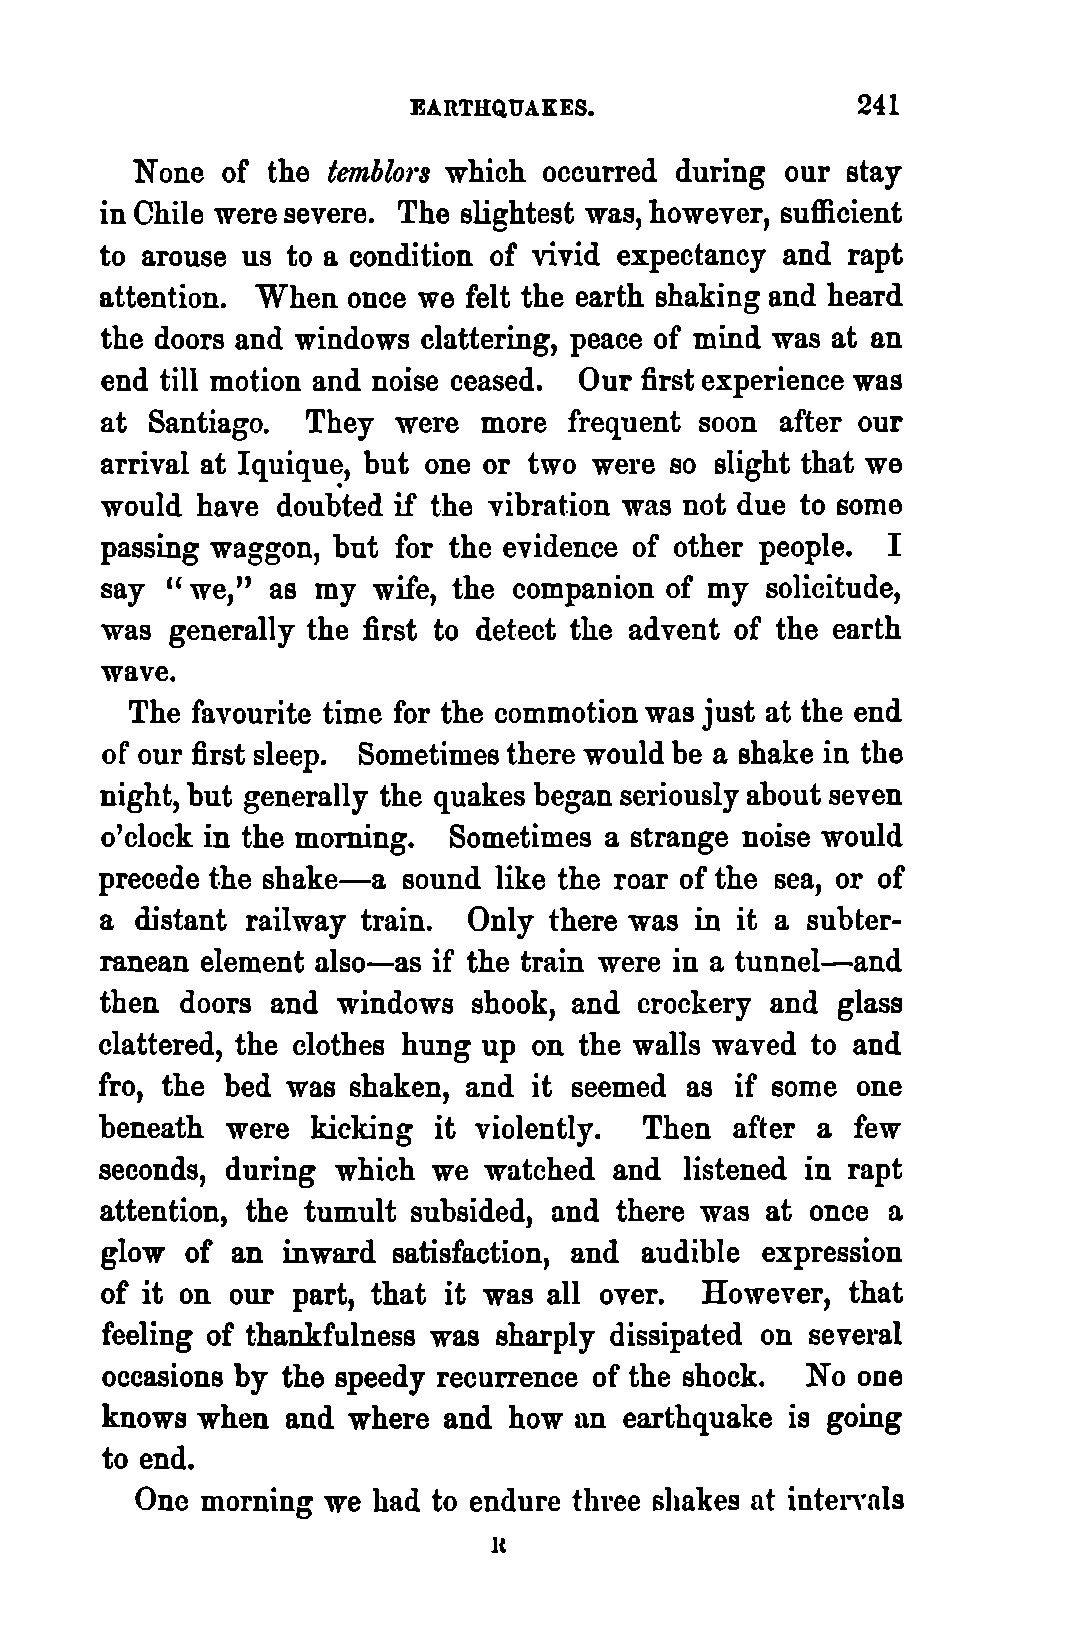 EARTHQUAKES. 241
None of the temblors which occurred during our stay
in Chile were severe. The slightest was, however, sufficient
to arouse us to a condition of vivid expectancy and rapt
attention. When once we felt the earth shaking and heard
the doors and windows clattering, peace of mind was at an
end till motion and noise ceased. Our first experience was
at Santiago. They were more frequent soon after our
arrival at Iquique, but one or two were so slight that we
would have doubted if the vibration was not due to some
passing waggon, but for the evidence of other people. I
say “we,” as my wife, the companion of my solicitude,
was generally the first to detect the advent of the earth
wave.
The favourite time for the commotion was just at the end
of our first sleep. Sometimes there would be a shake in the
night, but generally the quakes began seriously about seven
o’clock in the morning. Sometimes a strange noise would
precede the shake—a sound like the roar of the sea, or of
a distant railway train. Only there was in it a subter-
ranean element also—as if the train were in a tunnel—and
then doors and windows shook, and crockery and glass
clattered, the clothes hung up on the walls waved to and
fro, the bed was shaken, and it seemed as if some one
beneath were kicking it violently. Then after a few
seconds, during which we watched and listened in rapt
attention, the tumult subsided, and there was at once a
glow of an inward satisfaction, and audible expression
of it on our part, that it was all over. However, that
feeling of thankfulness was sharply dissipated on several
occasions by the speedy recurrence of the shock. No one
knows when and where and how an earthquake is going
to end.
One morning we had to endure three shakes at intervals
R